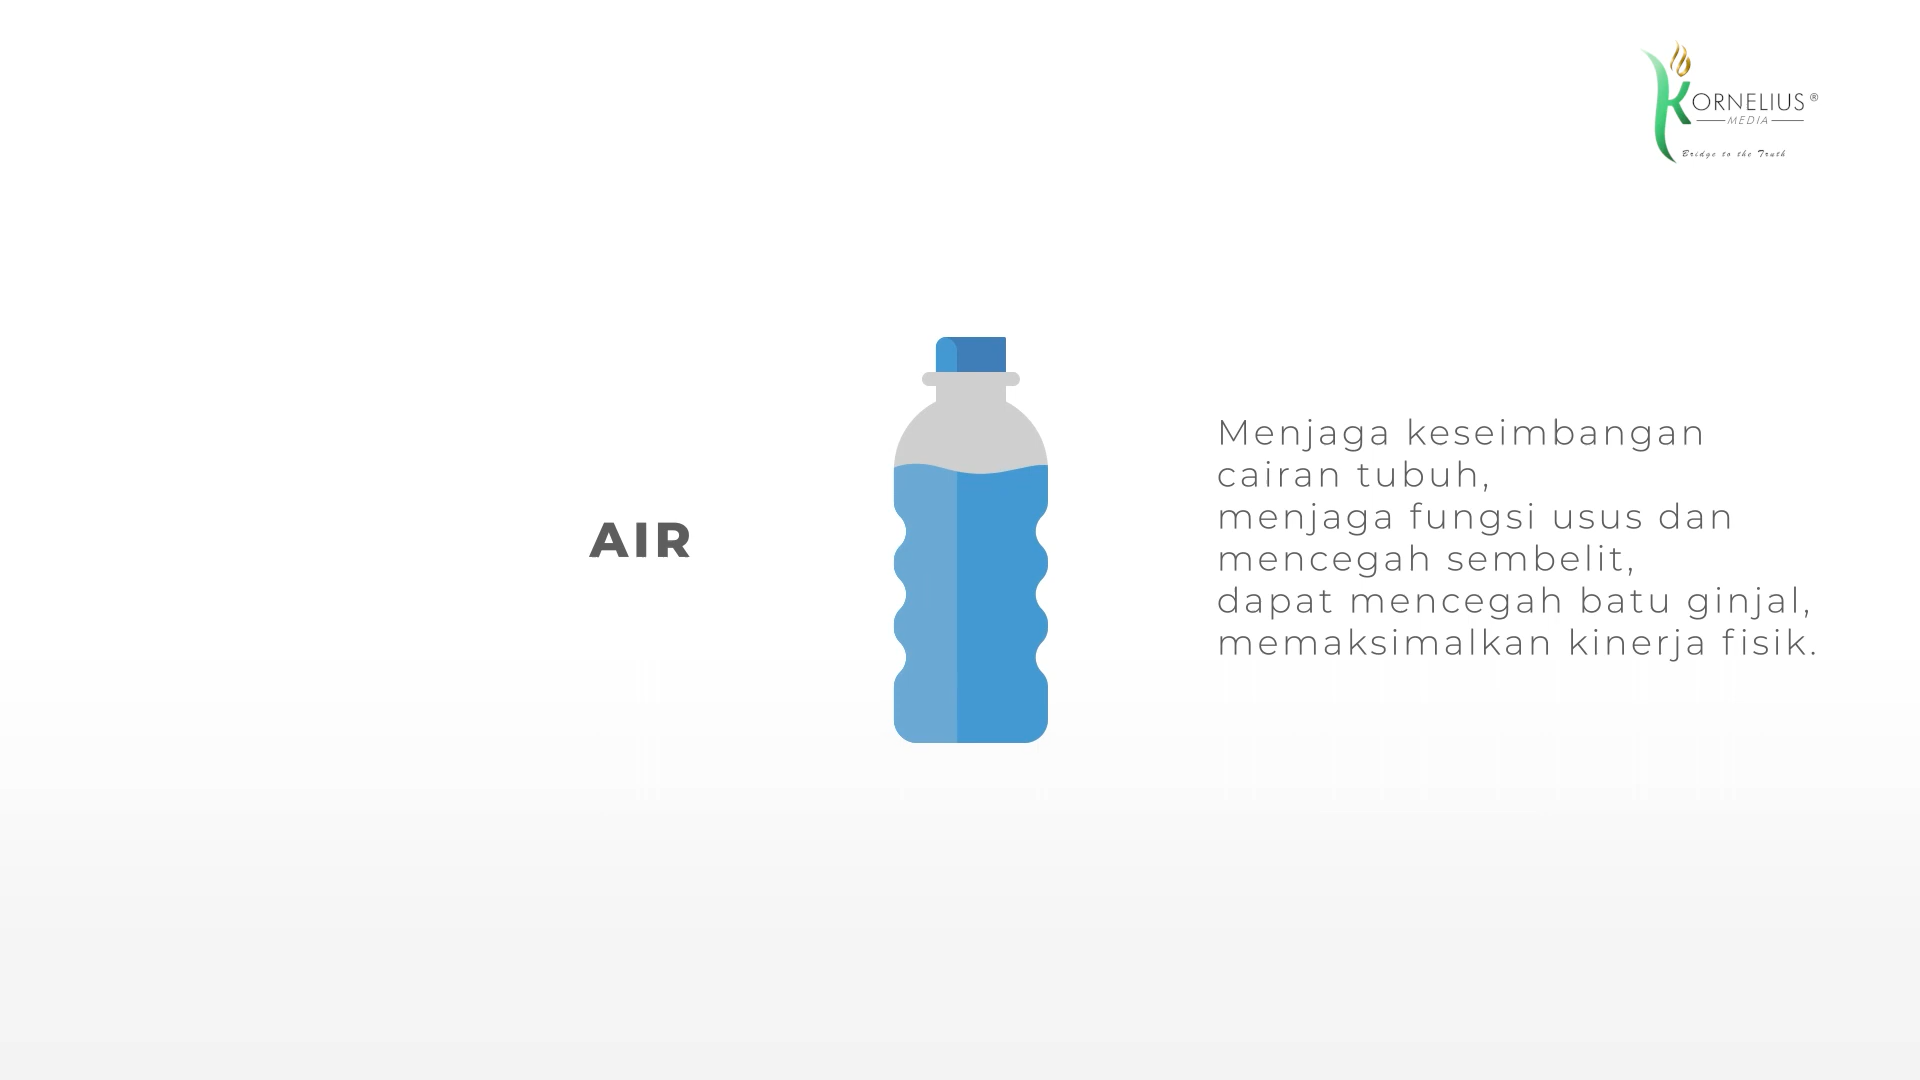 KORNELIUS®
MEDIA
Bridge to the Truth
AIR
Menjaga keseimbangan
cairan tubuh,
menjaga fungsi usus dan
mencegah sembelit,
dapat mencegah batu ginjal,
memaksimalkan kinerja fisik.